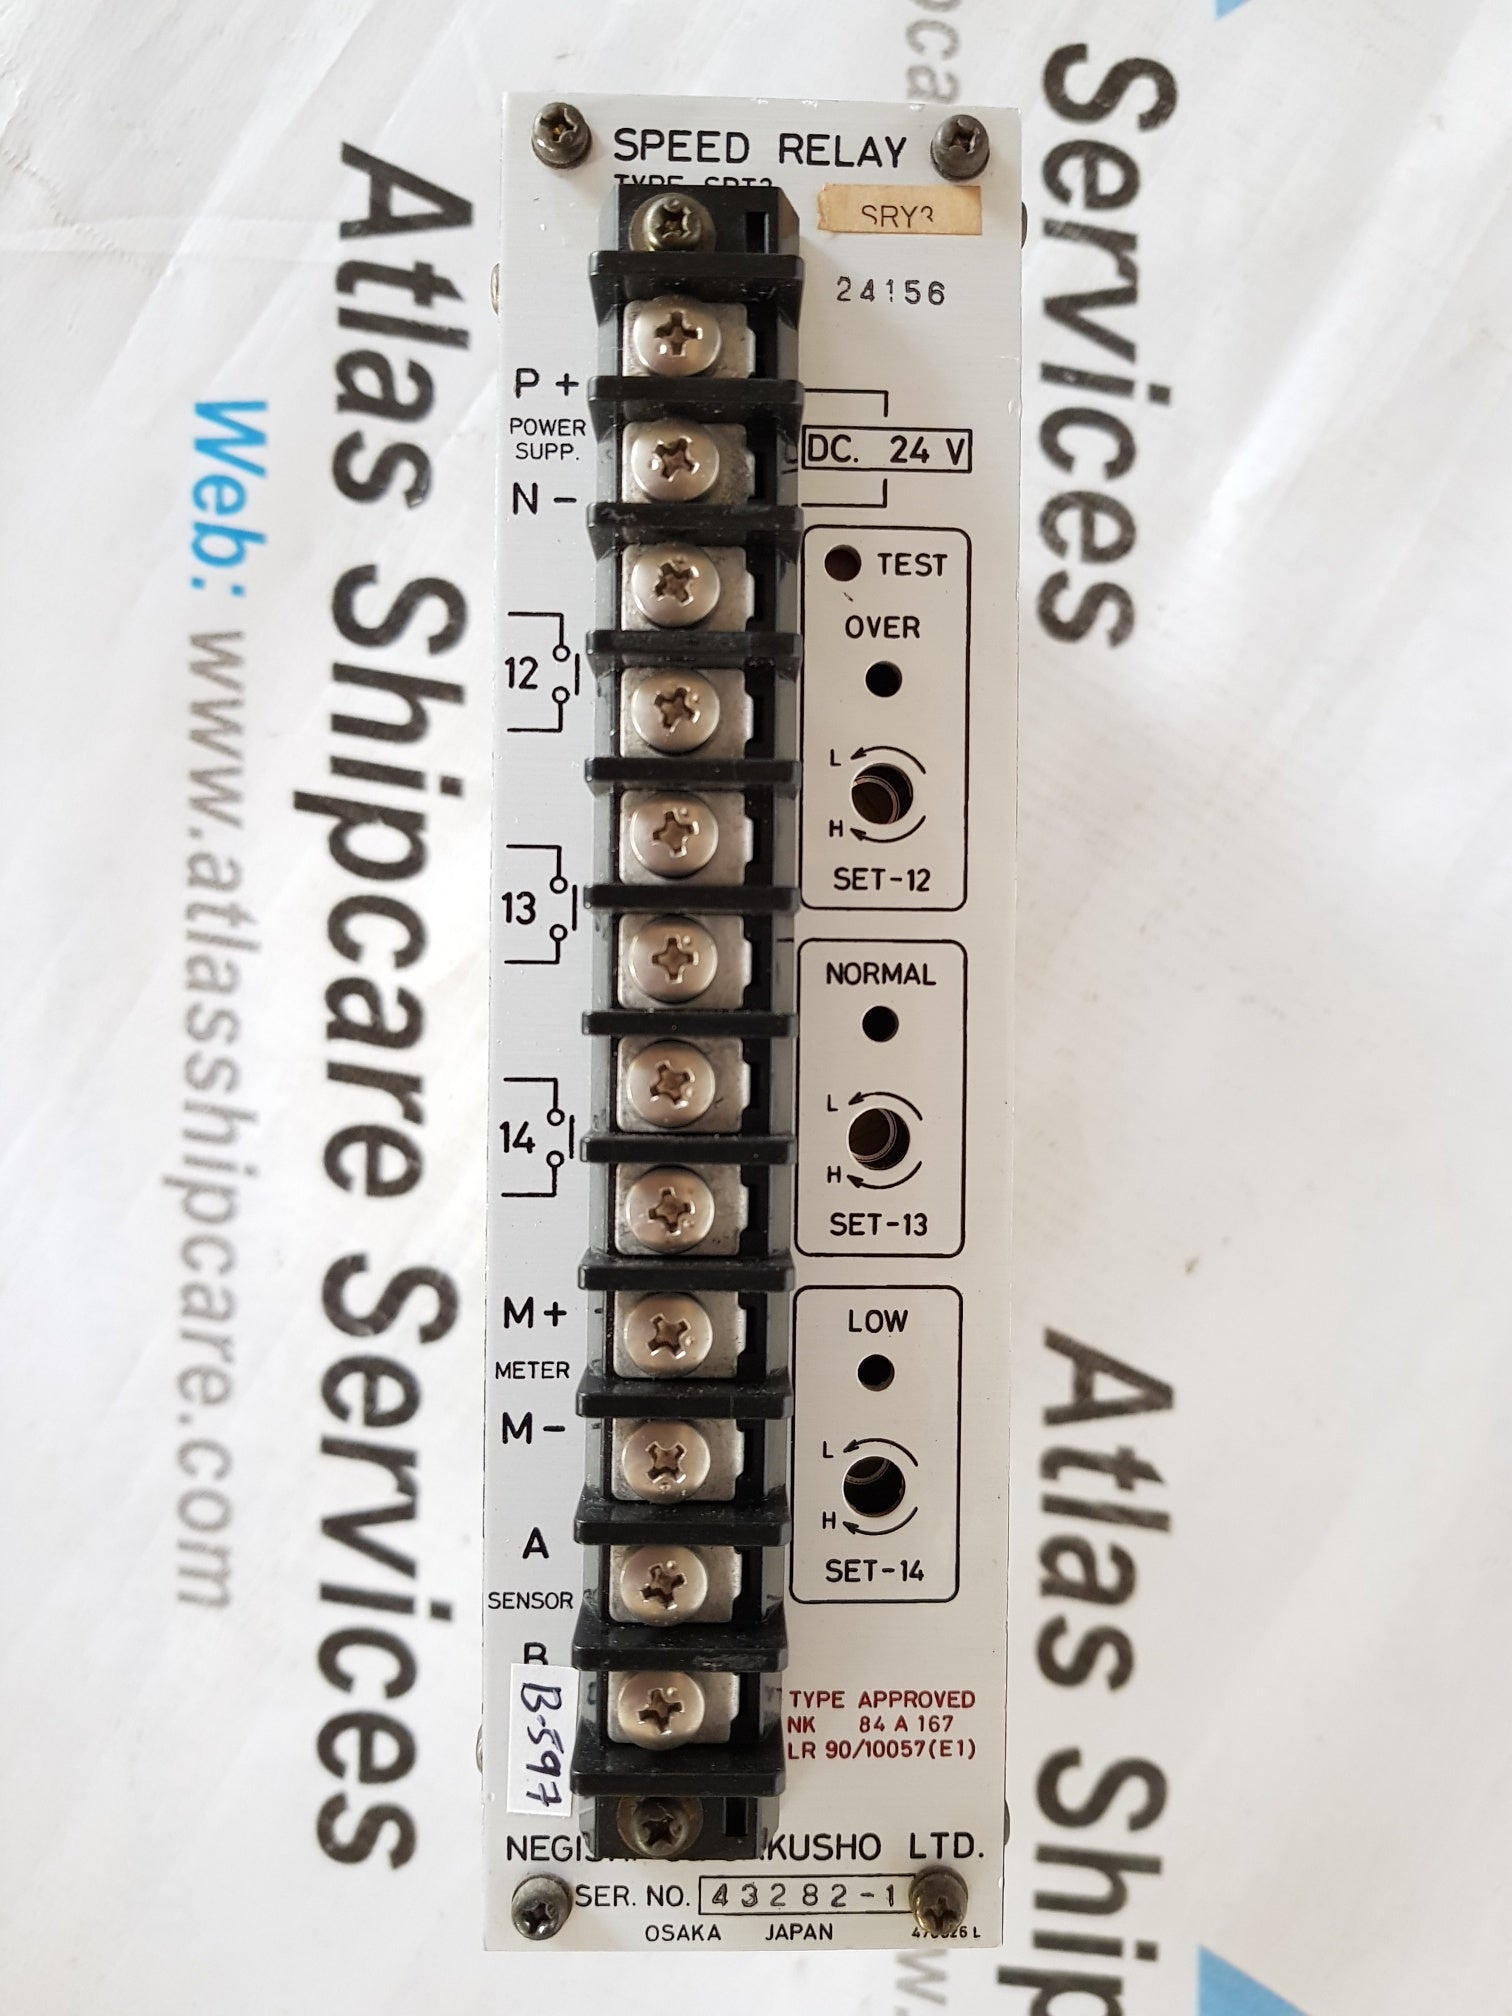 SPEED RELAY
SRY3
24156
P +
POWER
SUPP.
N -
DC. 24 V
TEST
OVER
L
H
SET-12
12
13
14
NORMAL
L
H
SET-13
LOW
L
H
SET-14
M+
METER
M-
A
SENSOR
B
B-597
TYPE APPROVED
NK 84 A 167
LR 90/10057(E1)
LTD.
SER. NO. 43282-1
OSAKA JAPAN
Atlas Shipcare Services
Web: www.atlasshipcare.com
Services
Atlas Ship